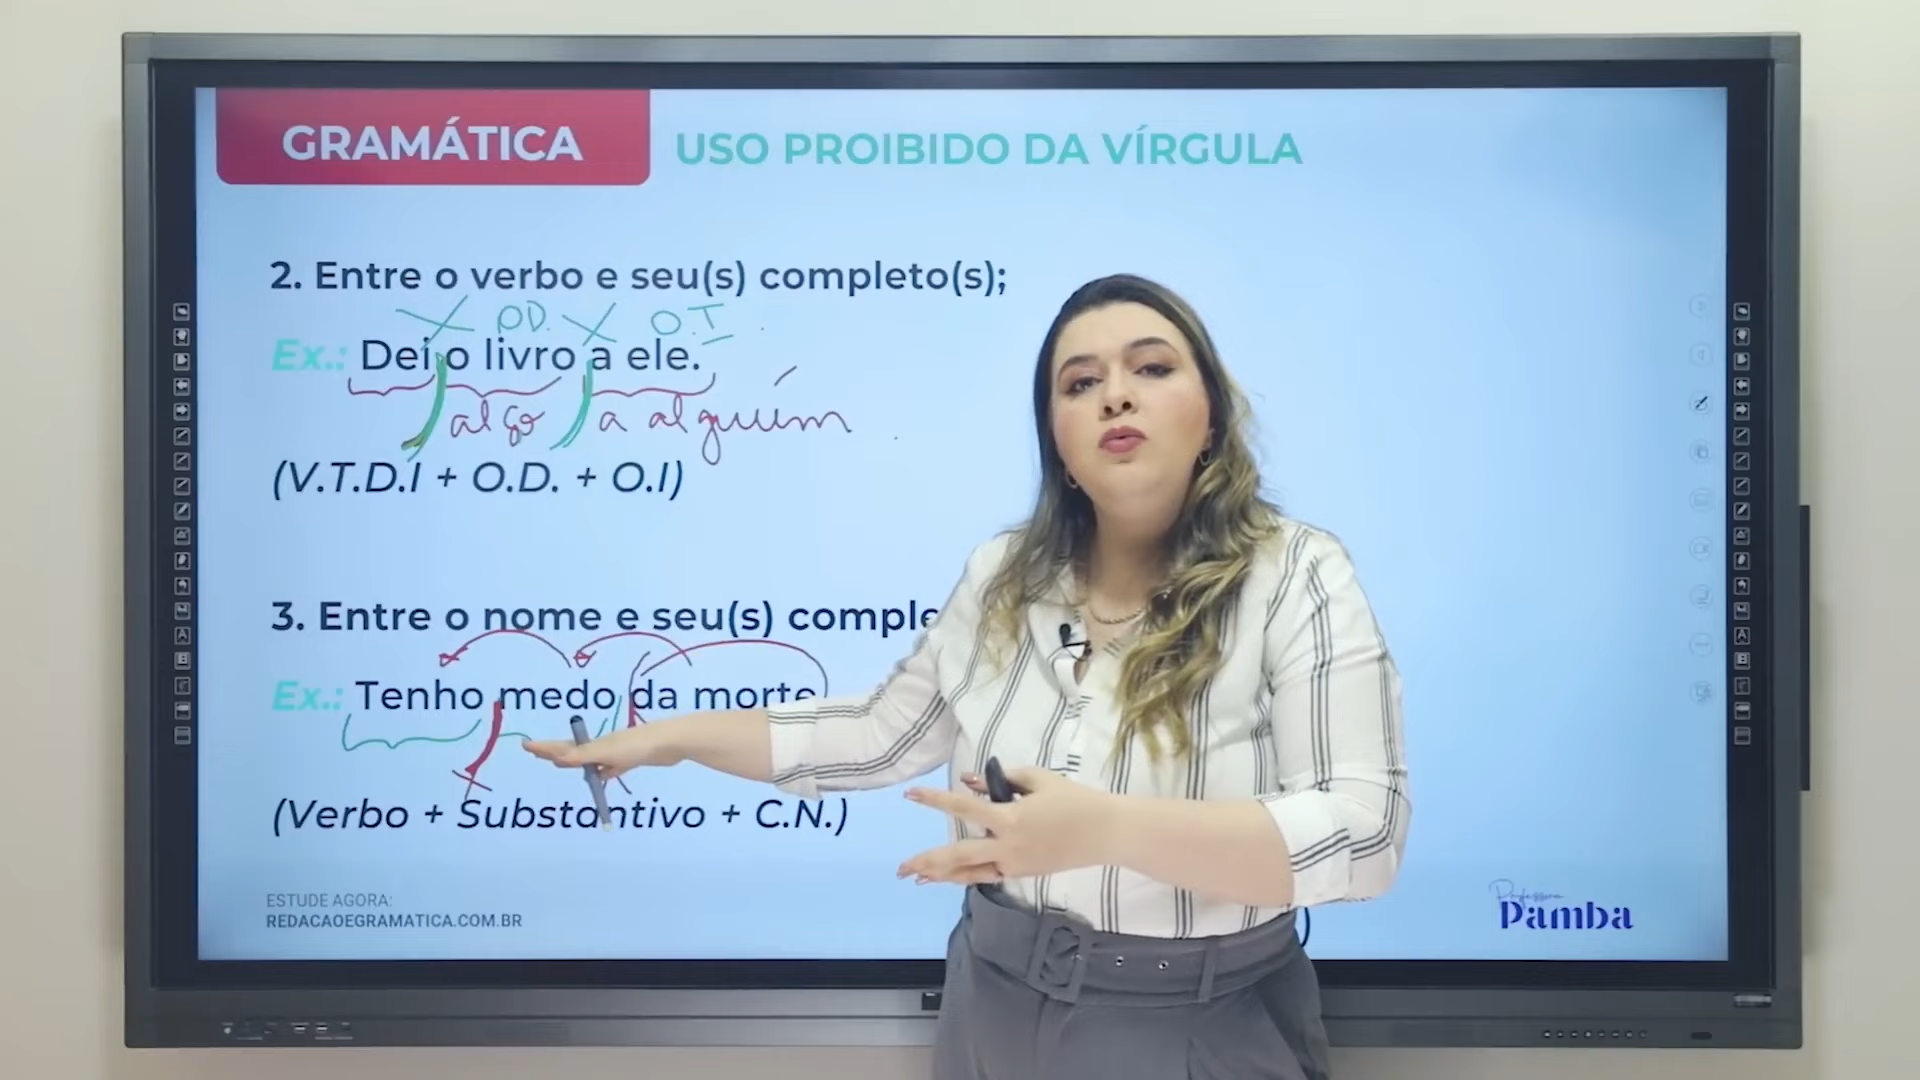 GRAMÁTICA USO PROIBIDO DA VÍRGULA
2. Entre o verbo e seu(s) completo(s);
X O.D. X O.I
Ex.: Dei o livro a ele.
algo a alguém
(V.T.D.I + O.D. + O.I)
3. Entre o nome e seu(s) comple
Ex.: Tenho medo da morte
(Verbo + Substantivo + C.N.)
ESTUDE AGORA:
REDACAOEGRAMATICA.COM.BR
Professora
Pamba